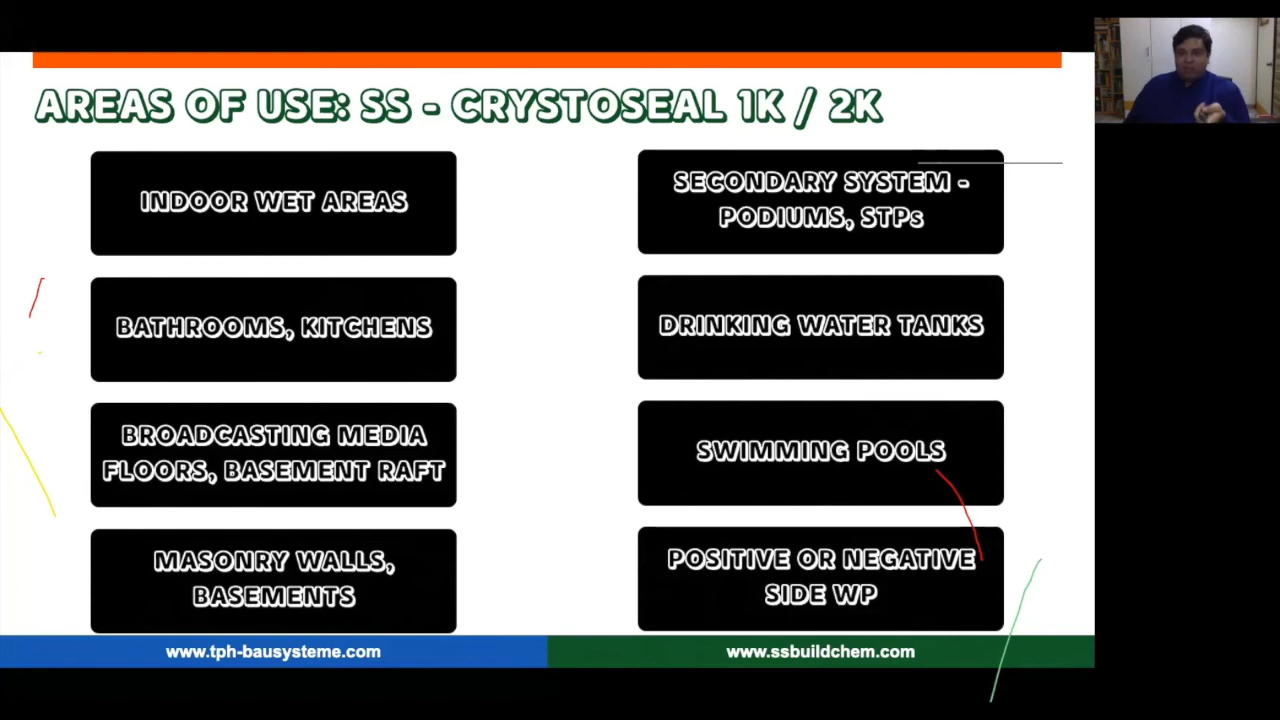 AREAS OF USE: SS - CRYSTOSEAL 1K / 2K
INDOOR WET AREAS
BATHROOMS, KITCHENS
BROADCASTING MEDIA
FLOORS, BASEMENT RAFT
MASONRY WALLS,
BASEMENTS
SECONDARY SYSTEM -
PODIUMS, STPs
DRINKING WATER TANKS
SWIMMING POOLS
POSITIVE OR NEGATIVE
SIDE WP
www.tph-bausysteme.com
www.ssbuildchem.com